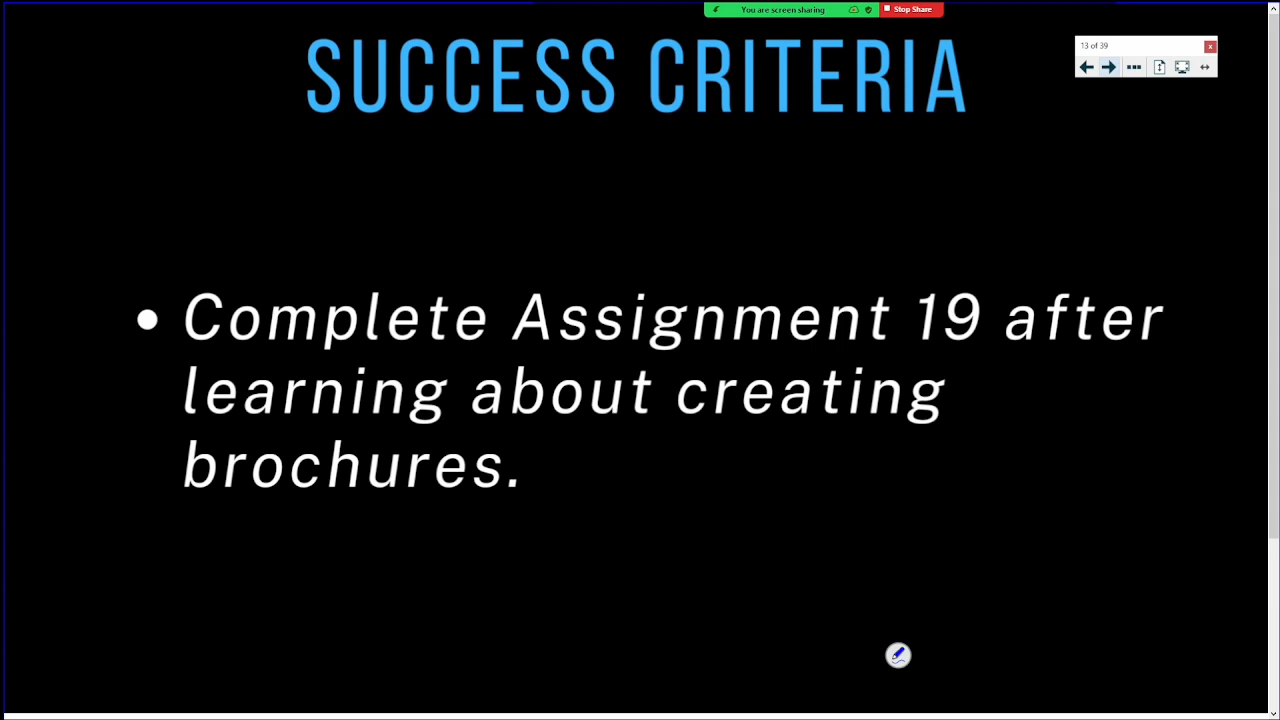 You are screen sharing
Stop Share
SUCCESS CRITERIA
13 of 39
• Complete Assignment 19 after
learning about creating
brochures.